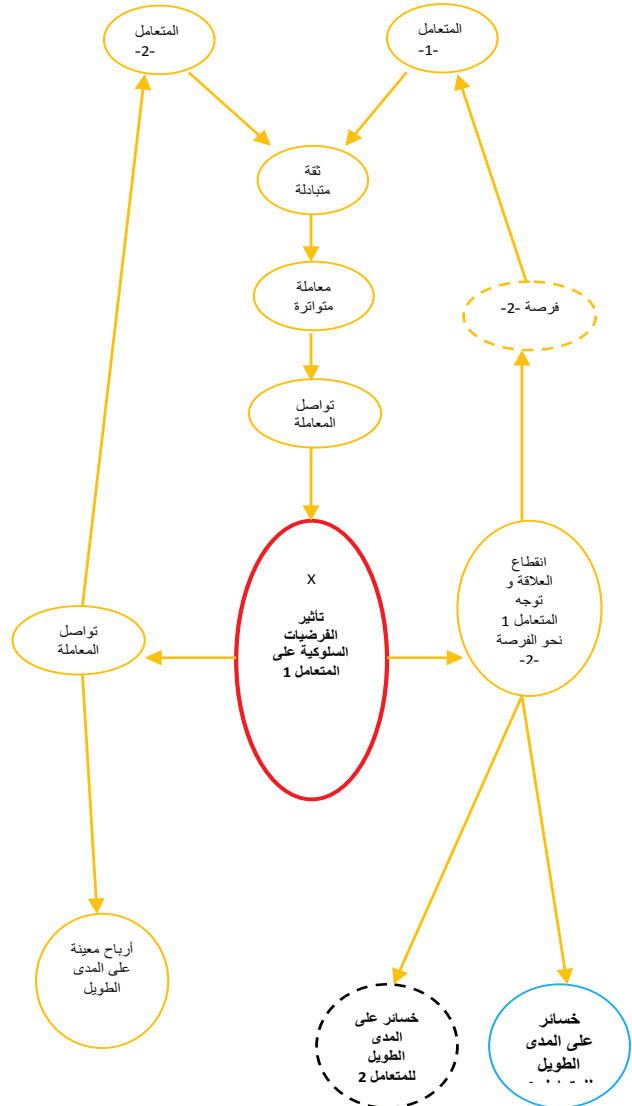 المتعامل
-1-
المتعامل
-2-
ثقة
متبادلة
معاملة
متواترة
فرصة -2-
تواصل
المعاملة
انقطاع
العلاقة و
توجه
المتعامل 1
نحو الفرصة
-2-
X
تأثير
الفرضيات
السلوكية على
المتعامل 1
تواصل
المعاملة
أرباح معينة
على المدى
الطويل
خسائر على
المدى
الطويل
للمتعامل 2
خسائر
على المدى
الطويل